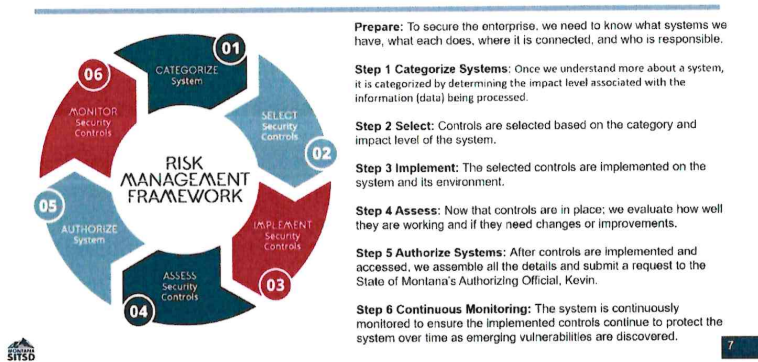 01
CATEGORIZE
System
SELECT
Security
Controls
02
IMPLEMENT
Security
Controls
03
ASSESS
Security
Controls
04
05
AUTHORIZE
System
06
MONITOR
Security
Controls
RISK
MANAGEMENT
FRAMEWORK
Prepare: To secure the enterprise, we need to know what systems we
have, what each does, where it is connected, and who is responsible.
Step 1 Categorize Systems: Once we understand more about a system,
it is categorized by determining the impact level associated with the
information (data) being processed.
Step 2 Select: Controls are selected based on the category and
impact level of the system.
Step 3 Implement: The selected controls are implemented on the
system and its environment.
Step 4 Assess: Now that controls are in place; we evaluate how well
they are working and if they need changes or improvements.
Step 5 Authorize Systems: After controls are implemented and
accessed, we assemble all the details and submit a request to the
State of Montana's Authorizing Official, Kevin.
Step 6 Continuous Monitoring: The system is continuously
monitored to ensure the implemented controls continue to protect the
system over time as emerging vulnerabilities are discovered.
MONTANA
SITSD
7